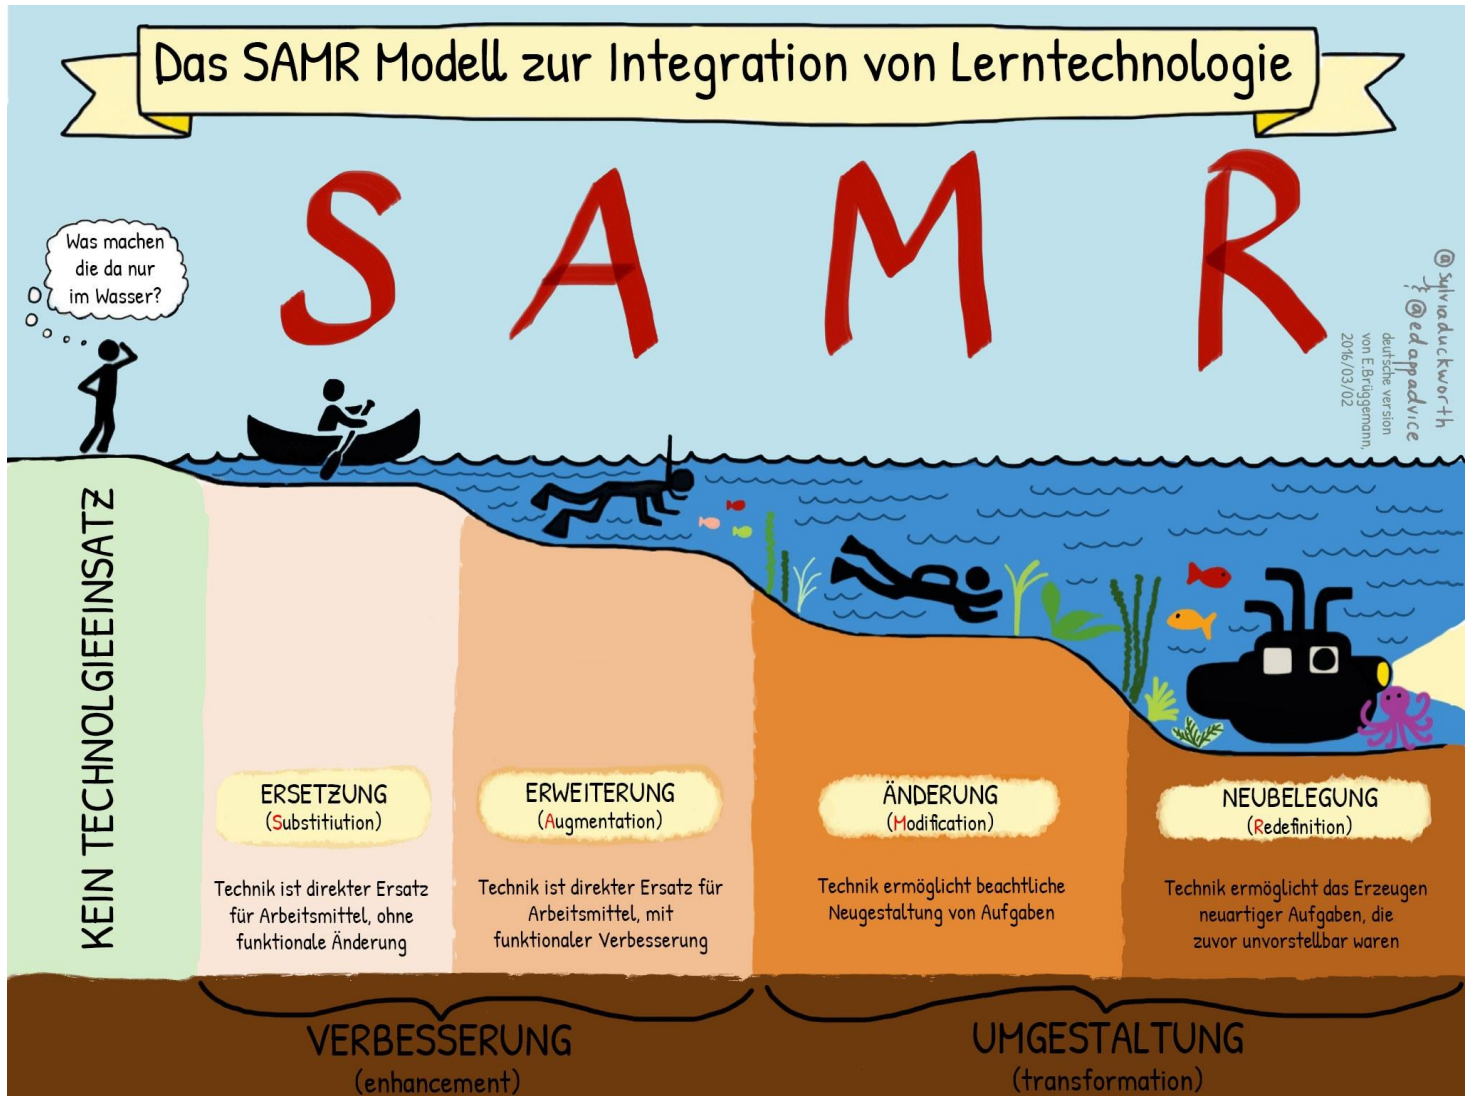 Das SAMR Modell zur Integration von Lerntechnologie
S A M R
Was machen
die da nur
im Wasser?
@sylviaduckworth
& @edappadvice
deutsche version
von E.Brüggemann,
2016/03/02
KEIN TECHNOLGIEEINSATZ
ERSETZUNG
(Substitiution)
Technik ist direkter Ersatz
für Arbeitsmittel, ohne
funktionale Änderung
ERWEITERUNG
(Augmentation)
Technik ist direkter Ersatz für
Arbeitsmittel, mit
funktionaler Verbesserung
ÄNDERUNG
(Modification)
Technik ermöglicht beachtliche
Neugestaltung von Aufgaben
NEUBELEGUNG
(Redefinition)
Technik ermöglicht das Erzeugen
neuartiger Aufgaben, die
zuvor unvorstellbar waren
VERBESSERUNG
(enhancement)
UMGESTALTUNG
(transformation)